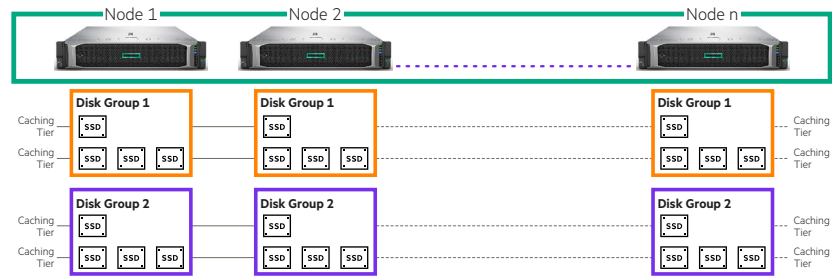 Node 1
Node 2
Node n
Disk Group 1
Disk Group 1
Disk Group 1
Caching
Tier
SSD
SSD
SSD
Caching
Tier
Caching
Tier
SSD SSD SSD
SSD SSD SSD
SSD SSD SSD
Caching
Tier
Disk Group 2
Disk Group 2
Disk Group 2
Caching
Tier
SSD
SSD
SSD
Caching
Tier
Caching
Tier
SSD SSD SSD
SSD SSD SSD
SSD SSD SSD
Caching
Tier